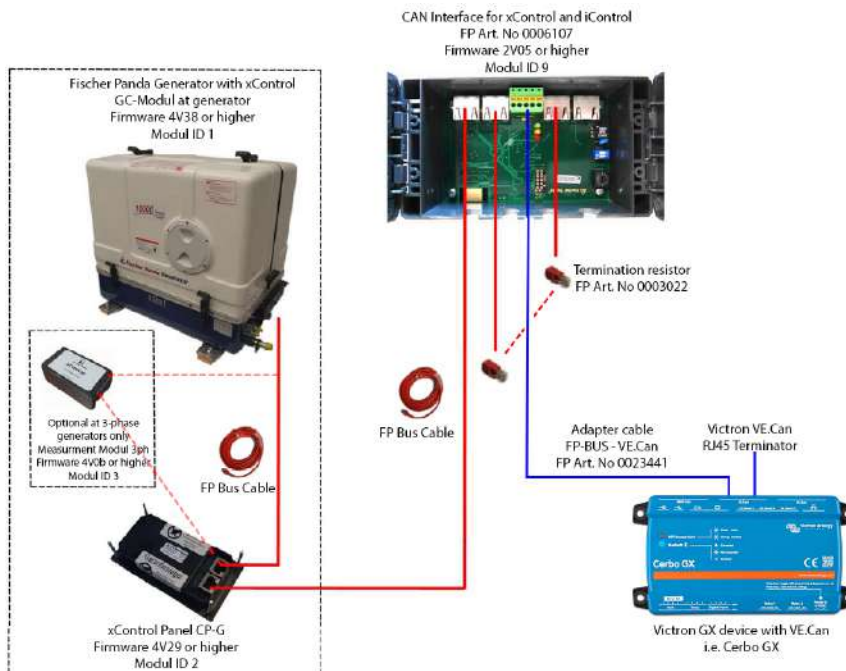 CAN Interface for xControl and iControl
FP Art. No 0006107
Firmware 2V05 or higher
Modul ID 9
Fischer Panda Generator with xControl
GC-Modul at generator
Firmware 4V38 or higher
Modul ID 1
Termination resistor
FP Art. No 0003022
Optional at 3-phase
generators only
Measurment Modul 3ph
Firmware 4V0b or higher
Modul ID 3
FP Bus Cable
FP Bus Cable
Adapter cable
FP-BUS - VE.Can
FP Art. No 0023441
Victron VE.Can
RJ45 Terminator
Cerbo GX
xControl Panel CP-G
Firmware 4V29 or higher
Modul ID 2
Victron GX device with VE.Can
i.e. Cerbo GX